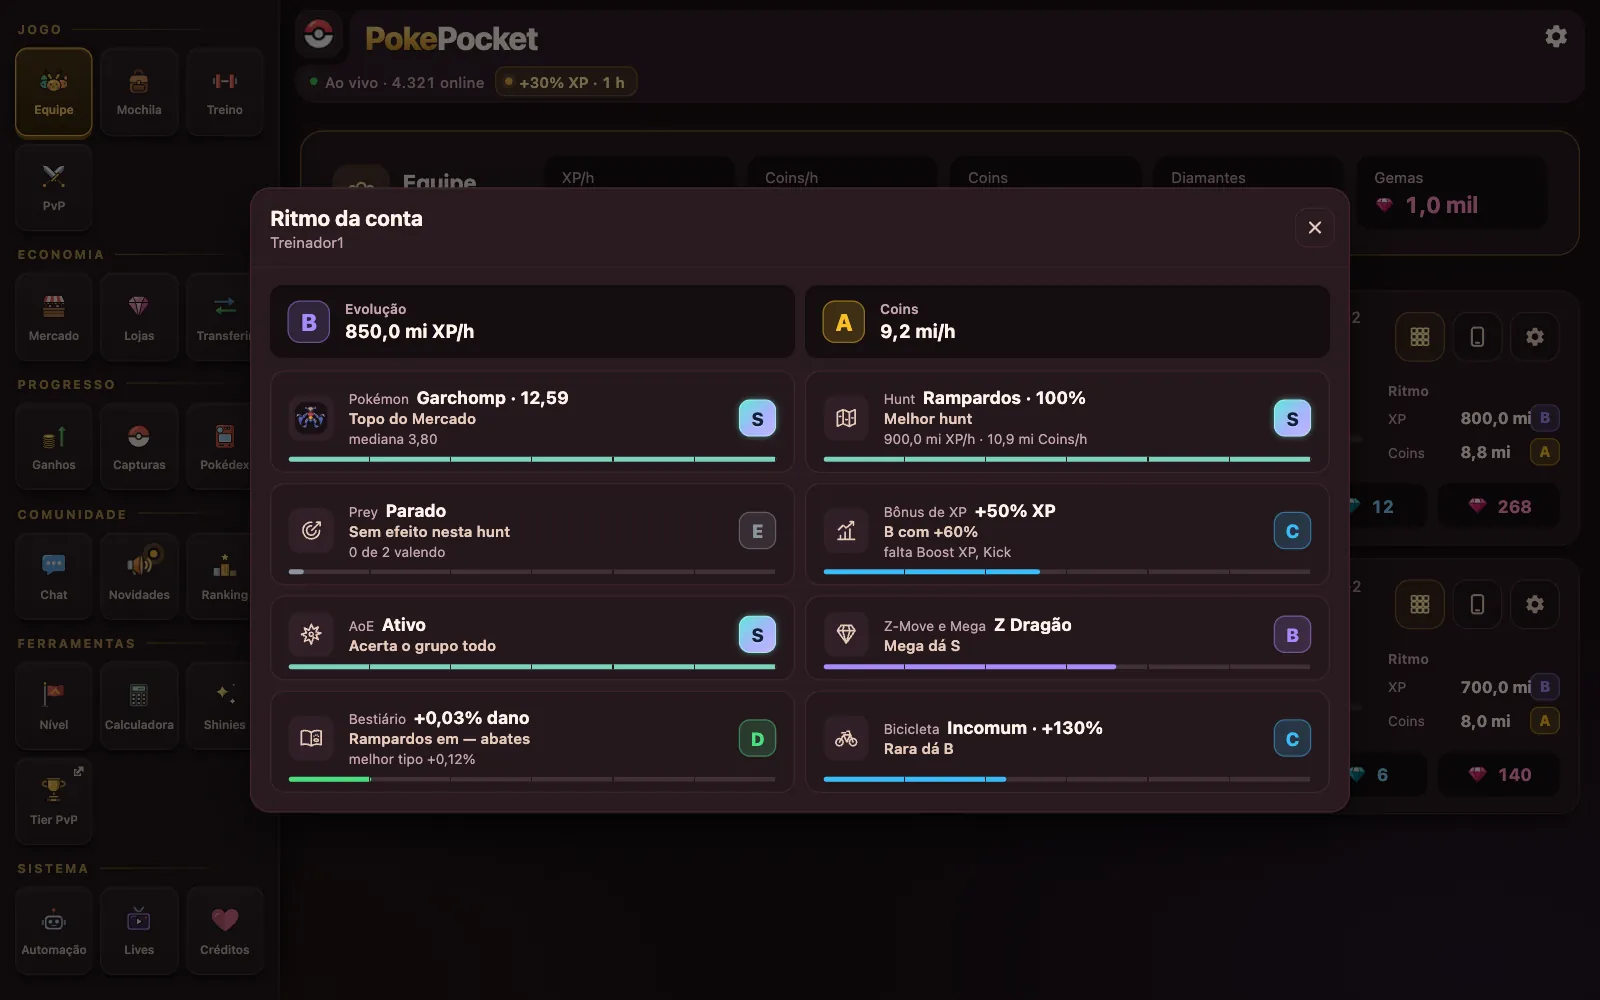 JOGO
Equipe
Mochila
Treino
PvP
ECONOMIA
Mercado
Lojas
PROGRESSO
Ganhos
Capturas
Pokédex
COMUNIDADE
Chat
Novidades
Ranking
FERRAMENTAS
Nível
Calculadora
Shinies
Tier PvP
SISTEMA
Automação
Lives
Créditos
PokePocket
Ao vivo · 4.321 online
+30% XP · 1 h
Equipe
XP/h
Coins/h
Coins
Diamantes
Gemas
1,0 mil
Ritmo da conta
Treinador1
B
Evolução
850,0 mi XP/h
A
Coins
9,2 mi/h
Pokémon Garchomp · 12,59
Topo do Mercado
mediana 3,80
S
Hunt Rampardos · 100%
Melhor hunt
900,0 mi XP/h · 10,9 mi Coins/h
S
Prey Parado
Sem efeito nesta hunt
0 de 2 valendo
E
Bônus de XP +50% XP
B com +60%
falta Boost XP, Kick
C
AoE Ativo
Acerta o grupo todo
S
Z-Move e Mega Z Dragão
Mega dá S
B
Bestiário +0,03% dano
Rampardos em — abates
melhor tipo +0,12%
D
Bicicleta Incomum · +130%
Rara dá B
C
2
Ritmo
XP 800,0 mi B
Coins 8,8 mi A
12
268
2
Ritmo
XP 700,0 mi B
Coins 8,0 mi A
6
140